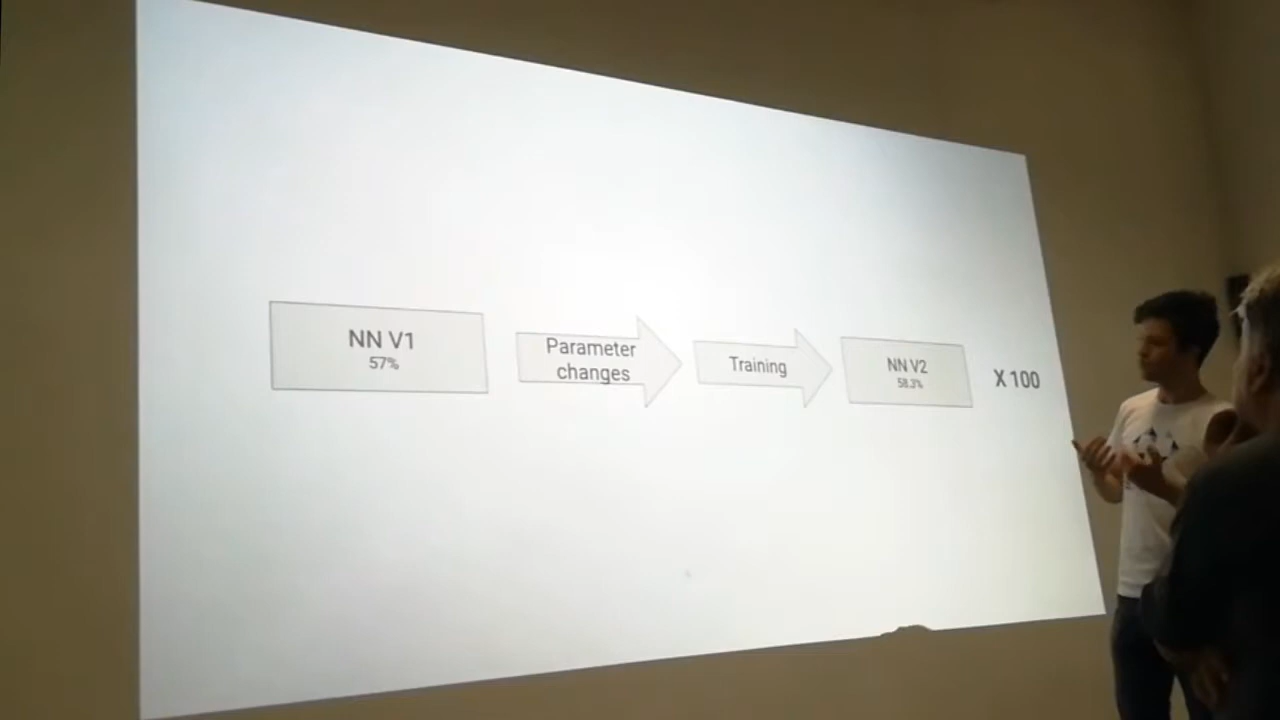 NN V1
57%
Parameter
changes
Training
NN V2
58.3%
X 100